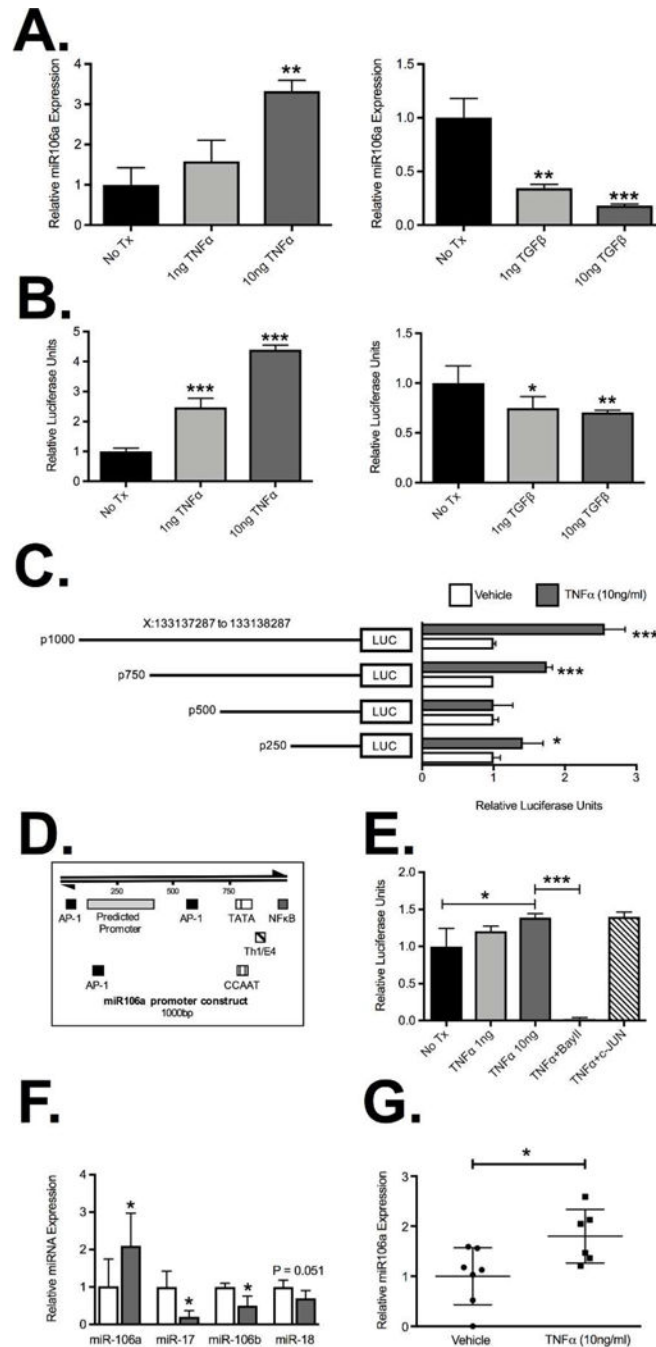 A.
Relative miR106a Expression
4
3
2
1
0
**
No Tx
1ng TNFα
10ng TNFα
Relative miR106a Expression
1.5
1.0
0.5
0.0
**
***
No Tx
1ng TGFβ
10ng TGFβ
B.
Relative Luciferase Units
5
4
3
2
1
0
***
***
No Tx
1ng TNFα
10ng TNFα
Relative Luciferase Units
1.5
1.0
0.5
0.0
*
**
No Tx
1ng TGFβ
10ng TGFβ
C.
Vehicle
TNFα (10ng/ml)
X:133137287 to 133138287
p1000
LUC
***
p750
LUC
***
p500
LUC
p250
LUC
*
0 1 2 3
Relative Luciferase Units
D.
250 500 750
AP-1
Predicted
Promoter
AP-1
TATA
NFκB
Th1/E4
AP-1
CCAAT
miR106a promoter construct
1000bp
E.
Relative Luciferase Units
2.0
1.5
1.0
0.5
0.0
*
***
No Tx
TNFα 1ng
TNFα 10ng
TNFα+BayII
TNFα+c-JUN
F.
Relative miRNA Expression
4
3
2
1
0
*
*
*
P = 0.051
miR-106a
miR-17
miR-106b
miR-18
G.
Relative miR106a Expression
3
2
1
0
*
Vehicle
TNFα (10ng/ml)